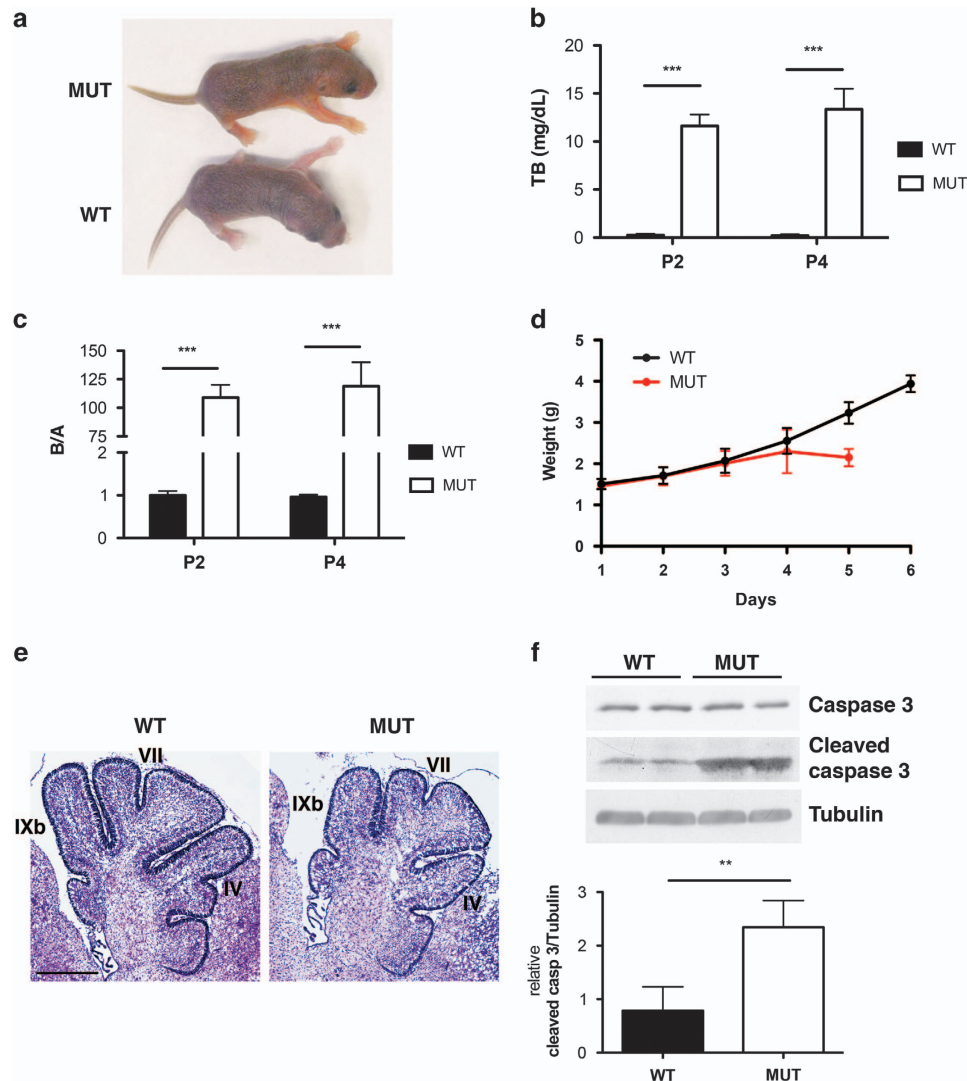 a
MUT
WT
b
TB (mg/dL)
20
15
10
5
0
***
***
P2
P4
WT
MUT
c
B/A
150
125
100
75
2
1
0
***
***
P2
P4
WT
MUT
d
Weight (g)
5
4
3
2
1
0
WT
MUT
1 2 3 4 5 6
Days
e
WT
MUT
VII
IXb
IV
VII
IXb
IV
f
WT MUT
Caspase 3
Cleaved
caspase 3
Tubulin
relative
cleaved casp 3/Tubulin
3
2
1
0
**
WT
MUT